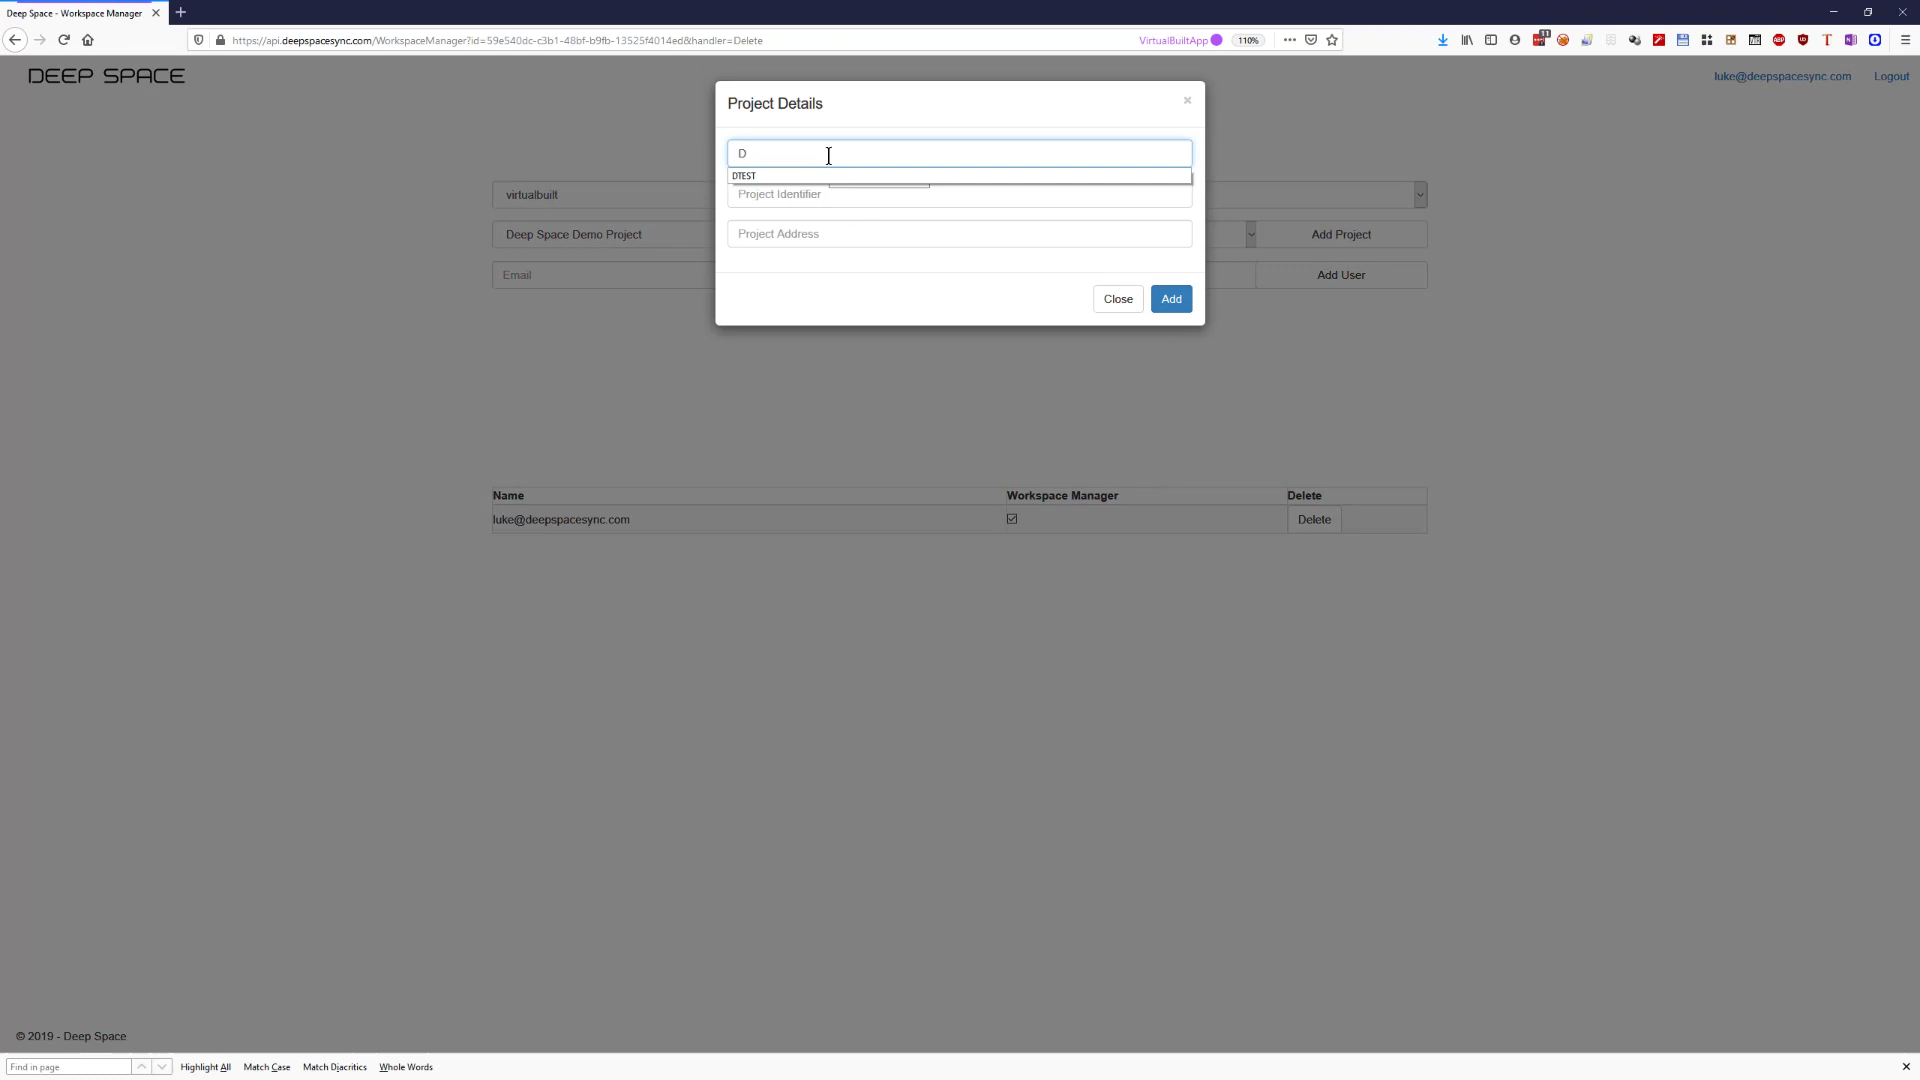 Deep Space - Workspace Manager
https://api.deepspacesync.com/WorkspaceManager?id=59e540dc-c3b1-48bf-b9fb-13525f4014ed&handler=Delete
VirtualBuiltApp
110%
11
DEEP SPACE
luke@deepspacesync.com Logout
Project Details
D
DTEST
virtualbuilt
Project Identifier
Deep Space Demo Project
Project Address
Add Project
Email
Add User
Close
Add
Name Workspace Manager Delete
luke@deepspacesync.com Delete
© 2019 - Deep Space
Find in page Highlight All Match Case Match Diacritics Whole Words